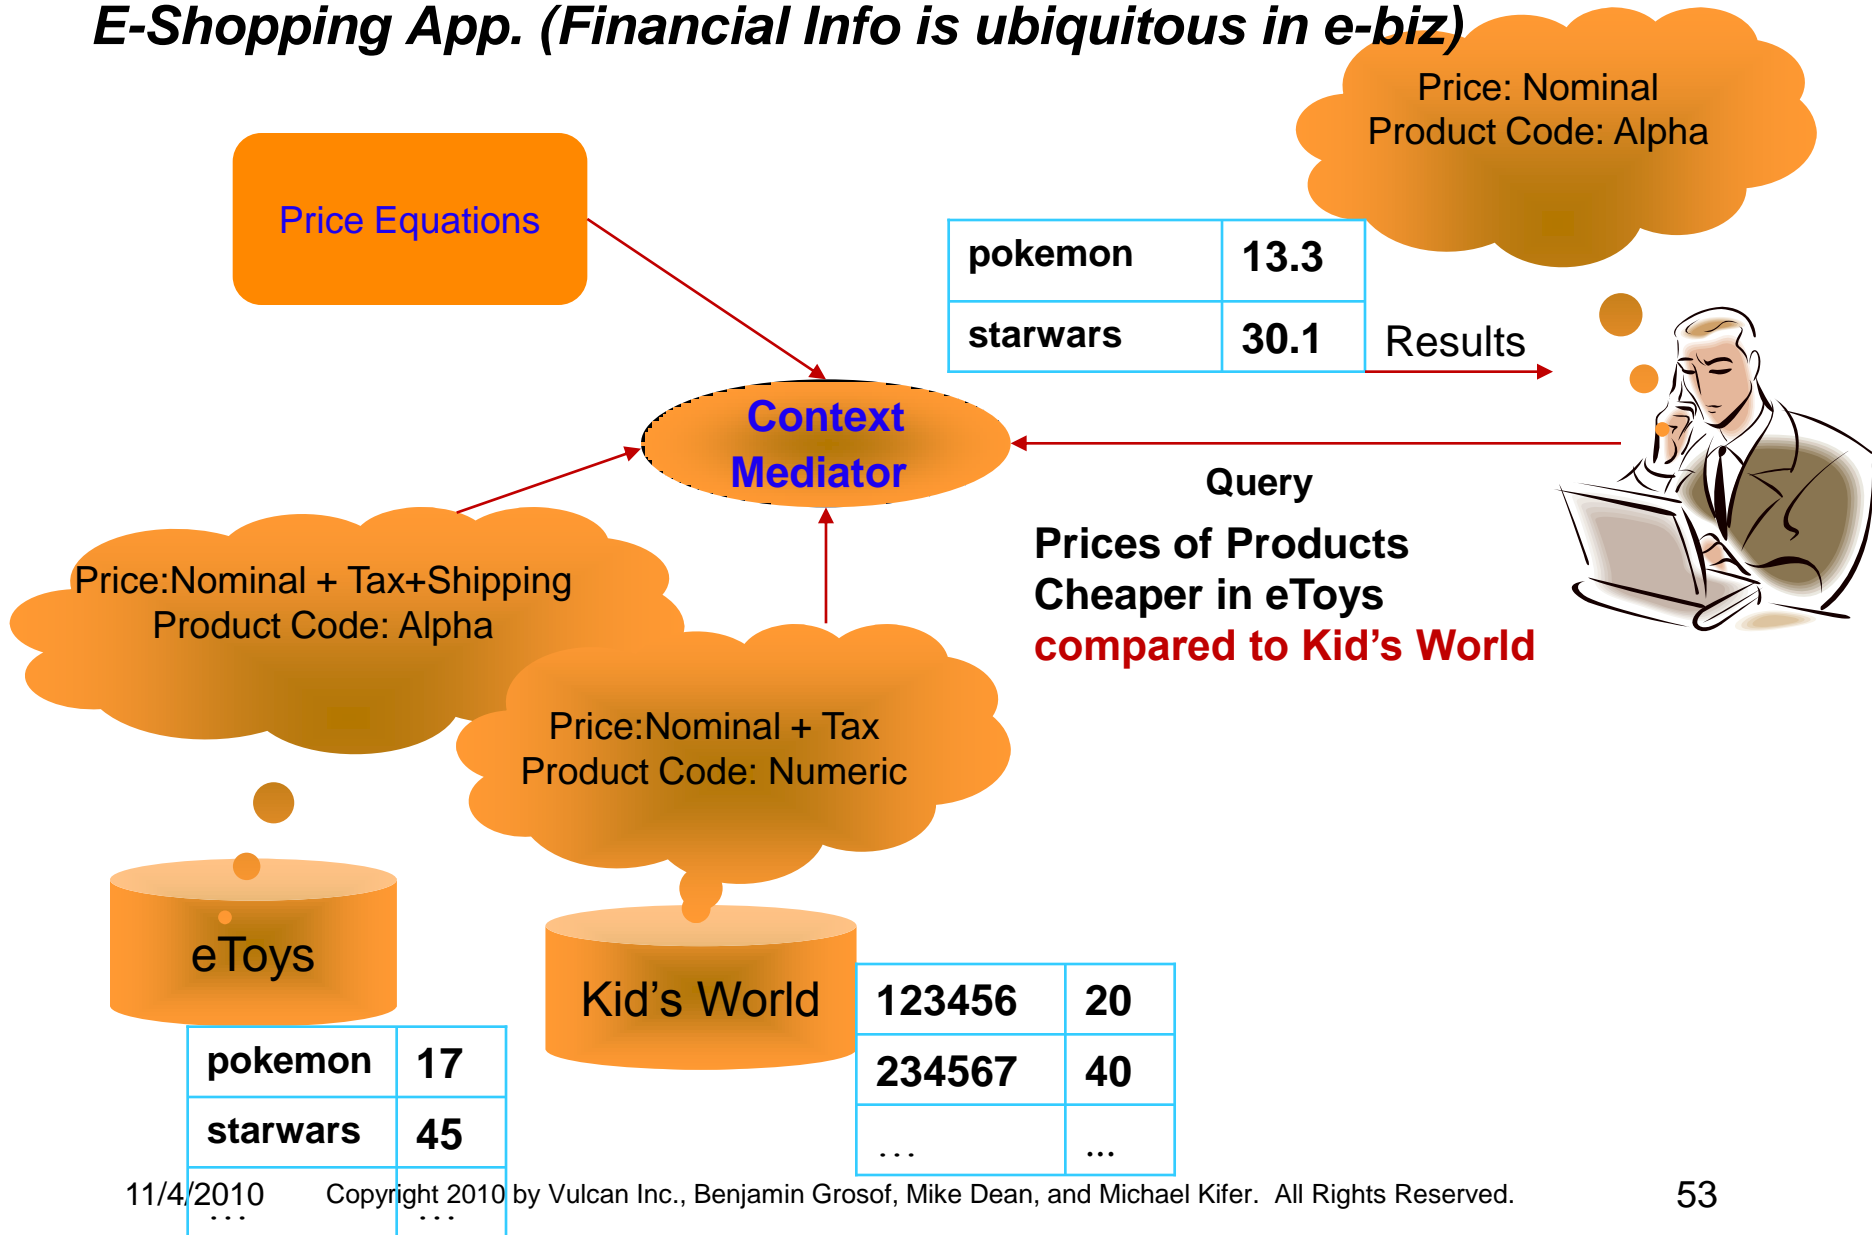 E-Shopping App. (Financial Info is ubiquitous in e-biz)
Price: Nominal
Product Code: Alpha
Price Equations
pokemon 13.3
starwars 30.1
Results
Context
Mediator
Query
Prices of Products
Cheaper in eToys
compared to Kid's World
Price:Nominal + Tax+Shipping
Product Code: Alpha
Price:Nominal + Tax
Product Code: Numeric
eToys
Kid's World
123456 20
234567 40
... ...
pokemon 17
starwars 45
... ...
11/4/2010 Copyright 2010 by Vulcan Inc., Benjamin Grosof, Mike Dean, and Michael Kifer. All Rights Reserved. 53